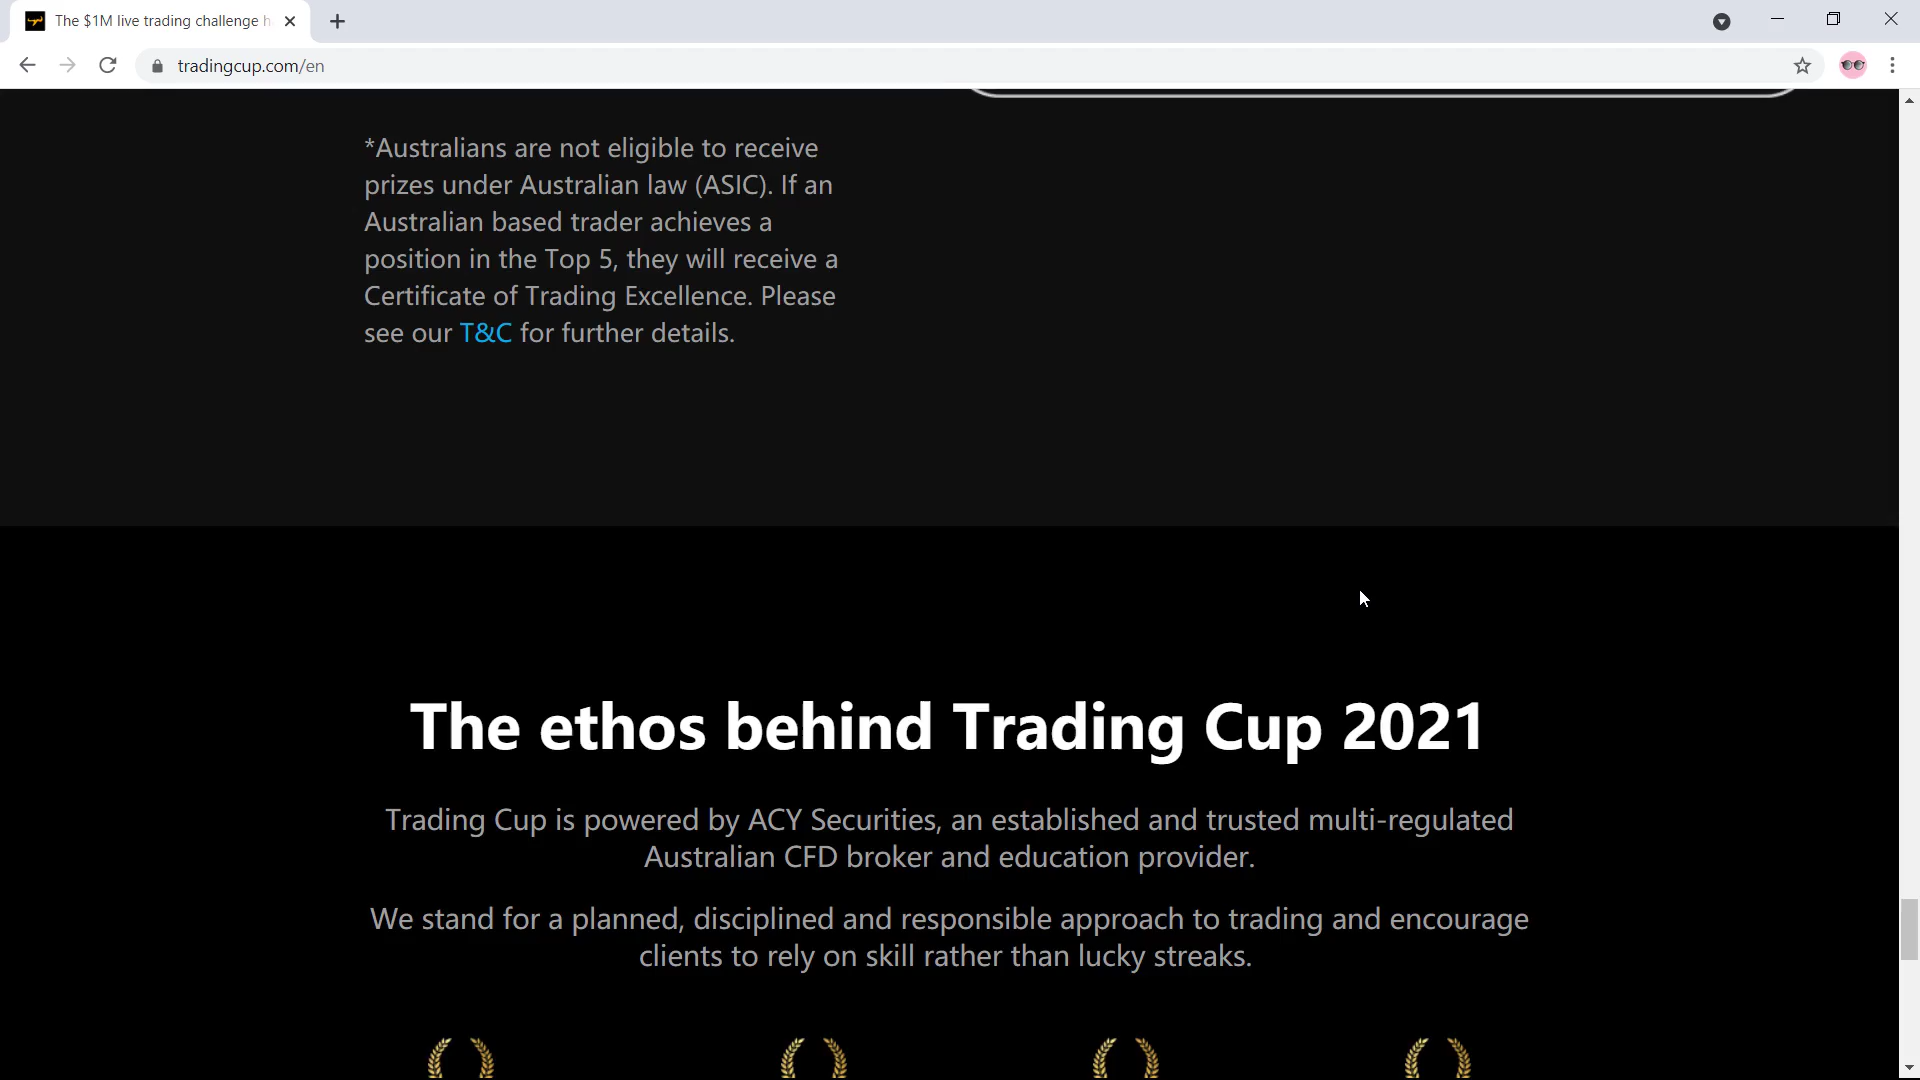 The $1M live trading challenge
tradingcup.com/en
*Australians are not eligible to receive
prizes under Australian law (ASIC). If an
Australian based trader achieves a
position in the Top 5, they will receive a
Certificate of Trading Excellence. Please
see our T&C for further details.
The ethos behind Trading Cup 2021
Trading Cup is powered by ACY Securities, an established and trusted multi-regulated
Australian CFD broker and education provider.
We stand for a planned, disciplined and responsible approach to trading and encourage
clients to rely on skill rather than lucky streaks.